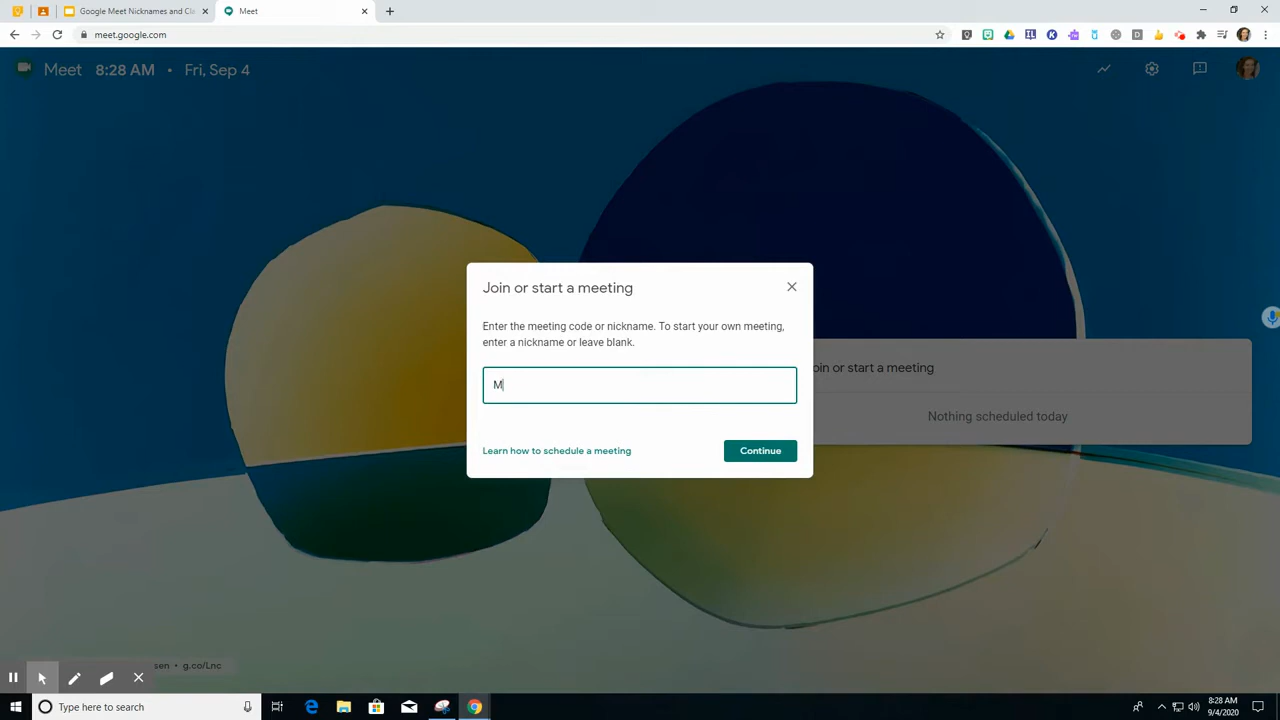 Google Meet Nicknames and Cla
Meet
meet.google.com
Meet 8:28 AM • Fri, Sep 4
Join or start a meeting
Enter the meeting code or nickname. To start your own meeting,
enter a nickname or leave blank.
M
Learn how to schedule a meeting
Continue
oin or start a meeting
Nothing scheduled today
sen • g.co/Lnc
Type here to search
8:28 AM
9/4/2020